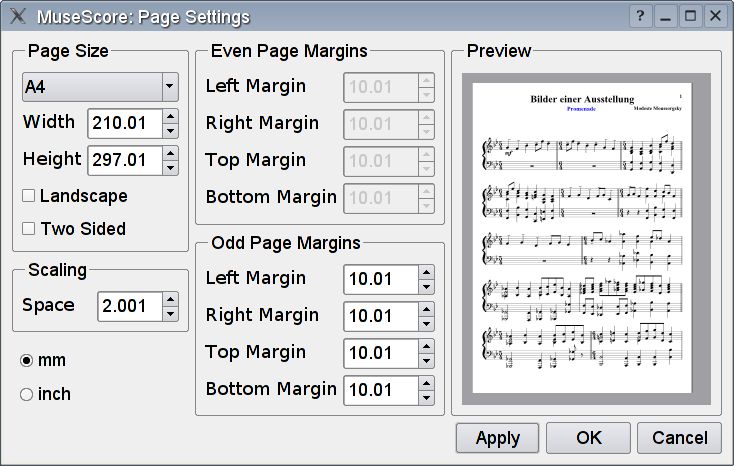 MuseScore: Page Settings
Page Size
A4
Width 210.01
Height 297.01
Landscape
Two Sided
Scaling
Space 2.001
mm
inch
Even Page Margins
Left Margin 10.01
Right Margin 10.01
Top Margin 10.01
Bottom Margin 10.01
Odd Page Margins
Left Margin 10.01
Right Margin 10.01
Top Margin 10.01
Bottom Margin 10.01
Preview
1
Bilder einer Ausstellung
Promenade
Modeste Moussorgsky
Apply OK Cancel